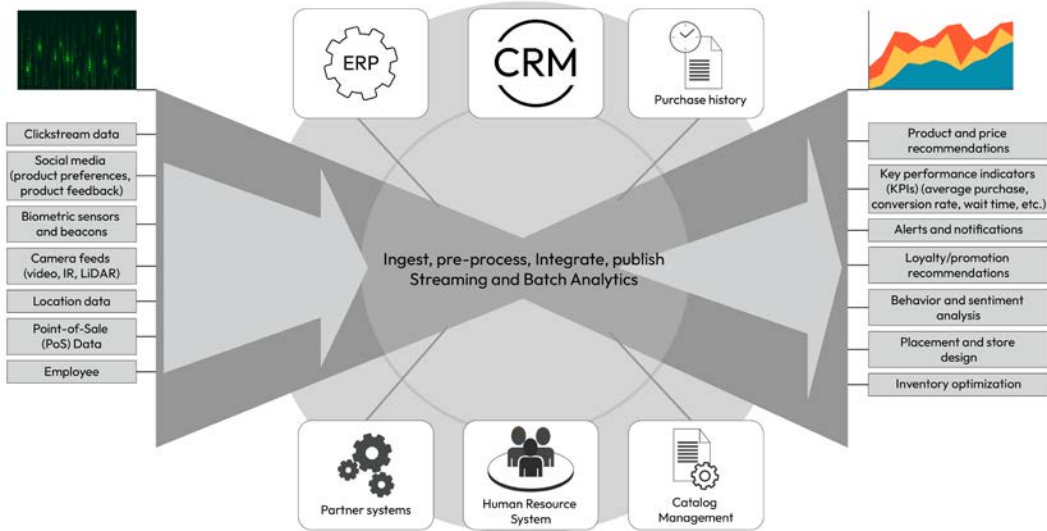 ERP
CRM
Purchase history
Clickstream data
Social media
(product preferences,
product feedback)
Biometric sensors
and beacons
Camera feeds
(video, IR, LiDAR)
Location data
Point-of-Sale
(PoS) Data
Employee
Ingest, pre-process, Integrate, publish
Streaming and Batch Analytics
Product and price
recommendations
Key performance indicators
(KPIs) (average purchase,
conversion rate, wait time, etc.)
Alerts and notifications
Loyalty/promotion
recommendations
Behavior and sentiment
analysis
Placement and store
design
Inventory optimization
Partner systems
Human Resource
System
Catalog
Management